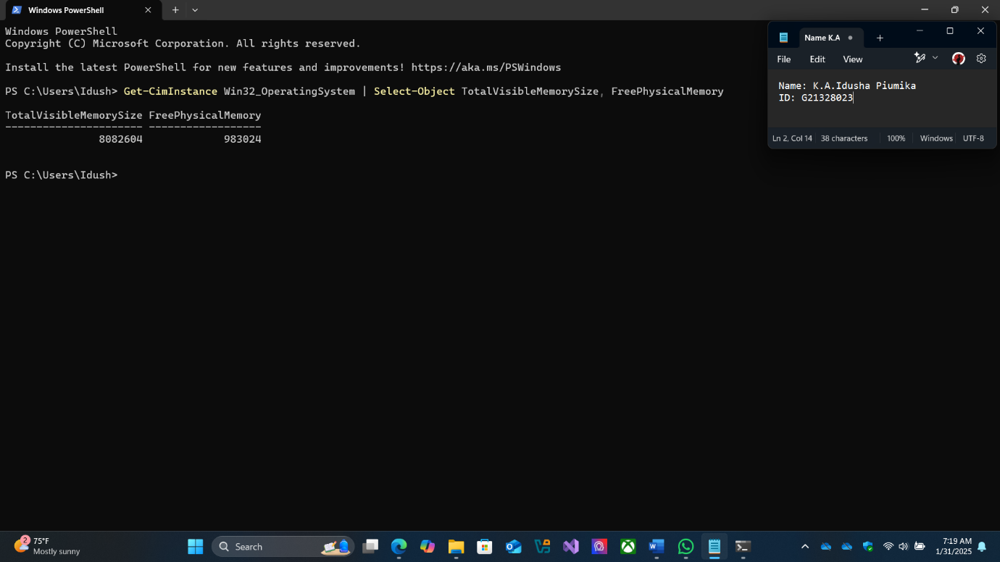 Windows PowerShell
Windows PowerShell
Copyright (C) Microsoft Corporation. All rights reserved.
Install the latest PowerShell for new features and improvements! https://aka.ms/PSWindows
PS C:\Users\Idush> Get-CimInstance Win32_OperatingSystem | Select-Object TotalVisibleMemorySize, FreePhysicalMemory
TotalVisibleMemorySize FreePhysicalMemory
---------------------- ------------------
8082604 983024
PS C:\Users\Idush>
Name K.A
File Edit View
Name: K.A.Idusha Piumika
ID: G21328023
Ln 2, Col 14 38 characters 100% Windows UTF-8
2
75°F
Mostly sunny
Search
7:19 AM
1/31/2025